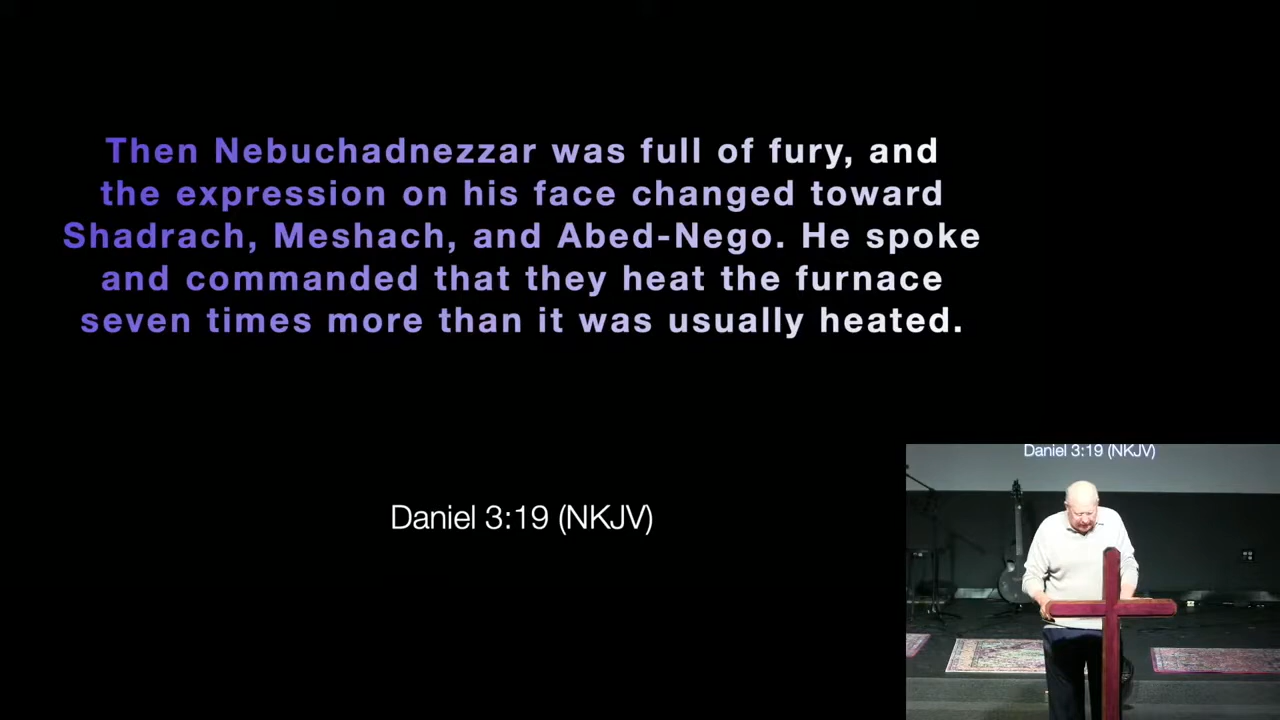 Then Nebuchadnezzar was full of fury, and
the expression on his face changed toward
Shadrach, Meshach, and Abed-Nego. He spoke
and commanded that they heat the furnace
seven times more than it was usually heated.
Daniel 3:19 (NKJV)
Daniel 3:19 (NKJV)